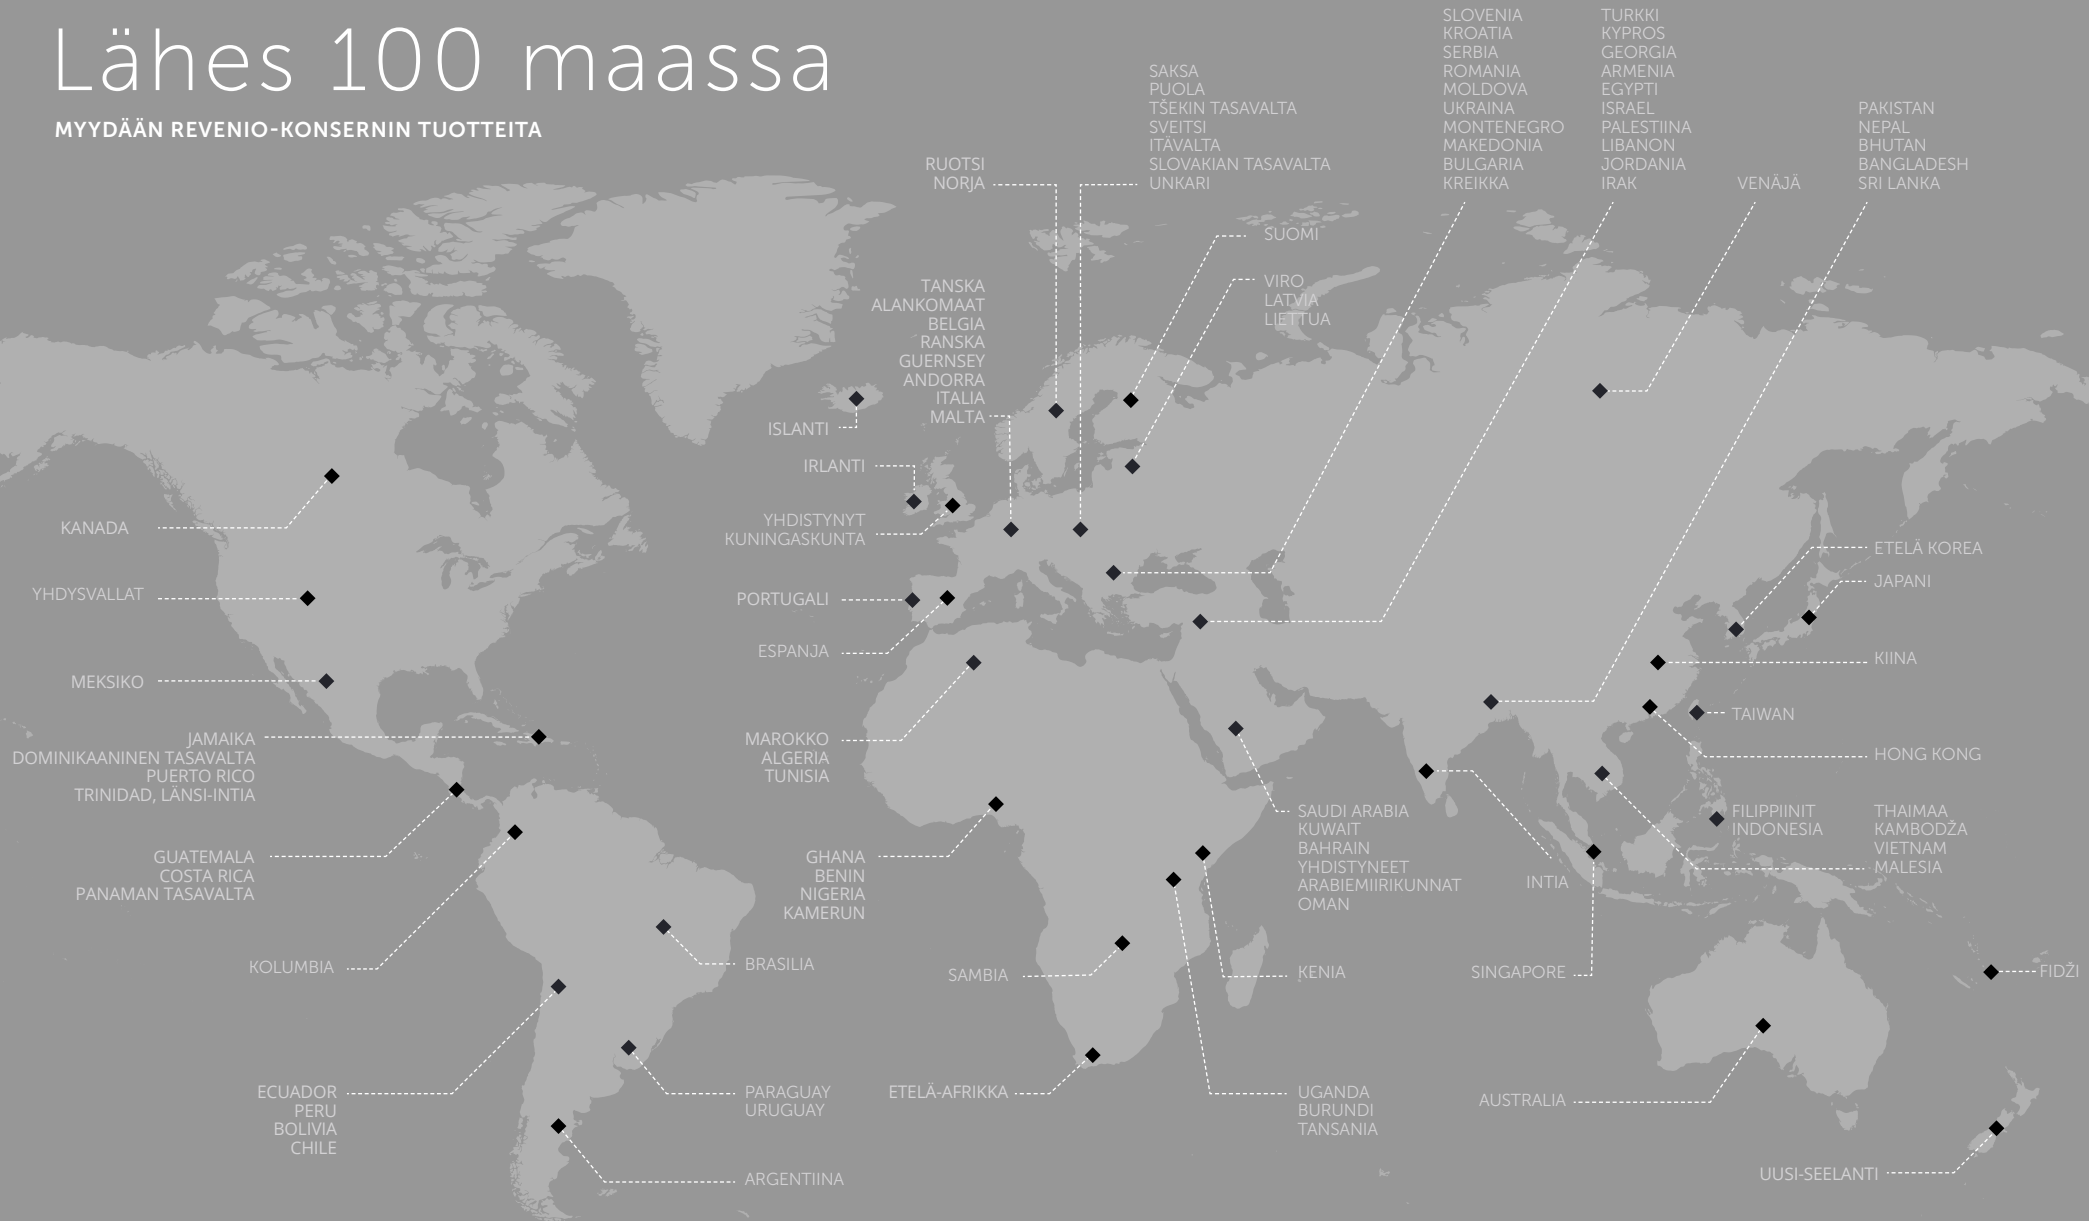 Lähes 100 maassa
MYYDÄÄN REVENIO-KONSERNIN TUOTTEITA
RUOTSI
NORJA
SAKSA
PUOLA
TŠEKIN TASAVALTA
SVEITSI
ITÄVALTA
SLOVAKIAN TASAVALTA
UNKARI
SLOVENIA
KROATIA
SERBIA
ROMANIA
MOLDOVA
UKRAINA
MONTENEGRO
MAKEDONIA
BULGARIA
KREIKKA
TURKKI
KYPROS
GEORGIA
ARMENIA
EGYPTI
ISRAEL
PALESTIINA
LIBANON
JORDANIA
IRAK
VENÄJÄ
PAKISTAN
NEPAL
BHUTAN
BANGLADESH
SRI LANKA
SUOMI
VIRO
LATVIA
LIETTUA
TANSKA
ALANKOMAAT
BELGIA
RANSKA
GUERNSEY
ANDORRA
ITALIA
MALTA
ISLANTI
IRLANTI
YHDISTYNYT
KUNINGASKUNTA
PORTUGALI
ESPANJA
MAROKKO
ALGERIA
TUNISIA
GHANA
BENIN
NIGERIA
KAMERUN
SAMBIA
ETELÄ-AFRIKKA
KANADA
YHDYSVALLAT
MEKSIKO
JAMAIKA
DOMINIKAANINEN TASAVALTA
PUERTO RICO
TRINIDAD, LÄNSI-INTIA
GUATEMALA
COSTA RICA
PANAMAN TASAVALTA
KOLUMBIA
ECUADOR
PERU
BOLIVIA
CHILE
BRASILIA
PARAGUAY
URUGUAY
ARGENTIINA
SAUDI ARABIA
KUWAIT
BAHRAIN
YHDISTYNEET
ARABIEMIIRIKUNNAT
OMAN
KENIA
UGANDA
BURUNDI
TANSANIA
INTIA
SINGAPORE
AUSTRALIA
ETELÄ KOREA
JAPANI
KIINA
TAIWAN
HONG KONG
FILIPPIINIT
INDONESIA
THAIMAA
KAMBODŽA
VIETNAM
MALESIA
FIDŽI
UUSI-SEELANTI